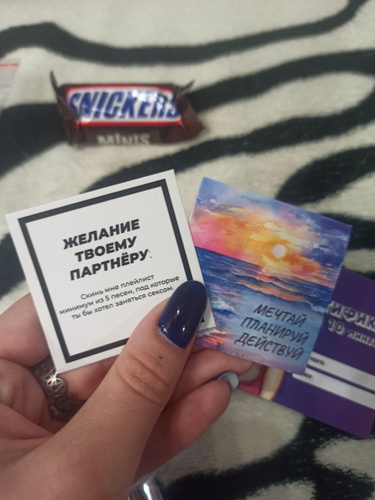 SNICKERS
MINIS
ЖЕЛАНИЕ
ТВОЕМУ
ПАРТНЁРУ:
Скинь мне плейлист
минимум из 5 песен, под которые
ты бы хотел заняться сексом.
МЕЧТАЙ
ПЛАНИРУЙ
ДЕЙСТВУЙ